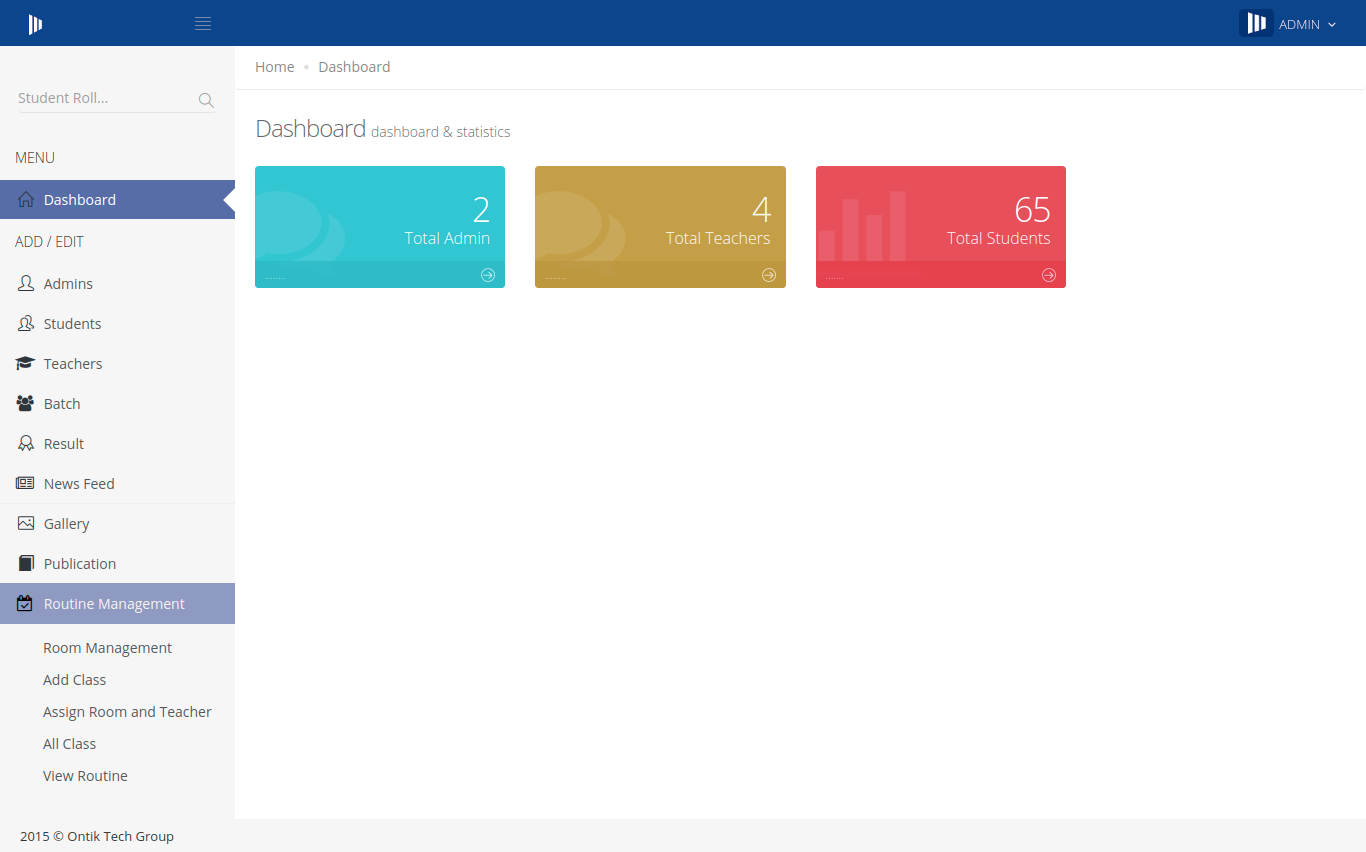 ADMIN
Student Roll...
MENU
Dashboard
ADD / EDIT
Admins
Students
Teachers
Batch
Result
News Feed
Gallery
Publication
Routine Management
Room Management
Add Class
Assign Room and Teacher
All Class
View Routine
Home Dashboard
Dashboard dashboard & statistics
2
Total Admin
........
4
Total Teachers
........
65
Total Students
.......
2015 © Ontik Tech Group